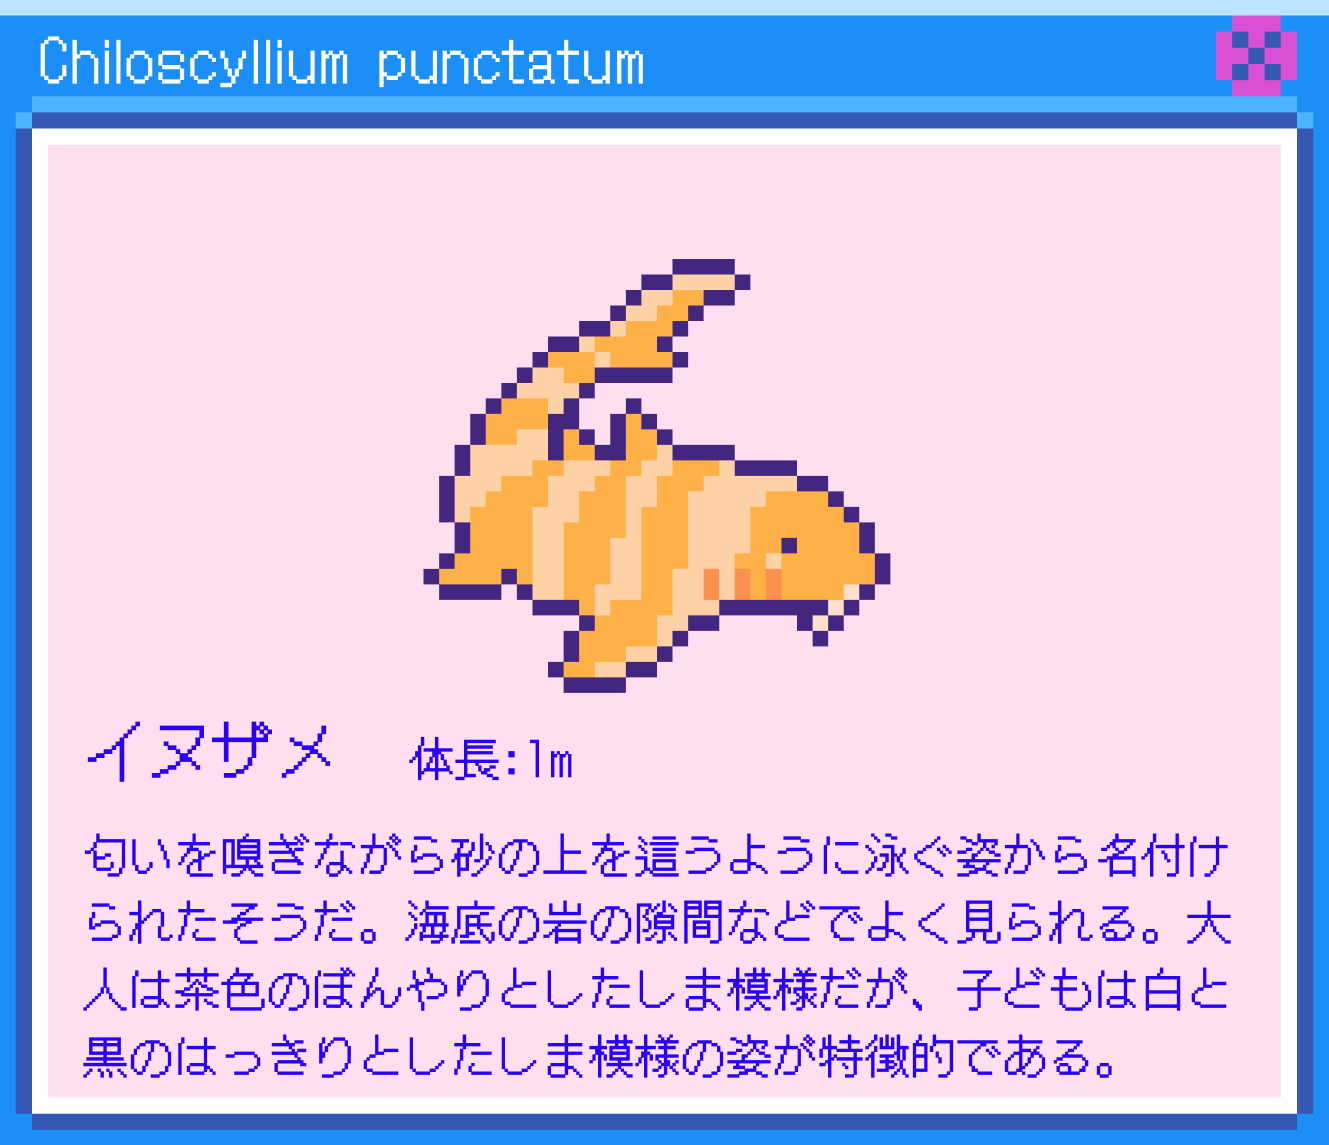 Chiloscyllium punctatum
イヌザメ 体長:1m
匂いを嗅ぎながら砂の上を這うように泳ぐ姿から名付け
られたそうだ。海底の岩の隙間などでよく見られる。大
人は茶色のぼんやりとしたしま模様だが、子どもは白と
黒のはっきりとしたしま模様の姿が特徴的である。